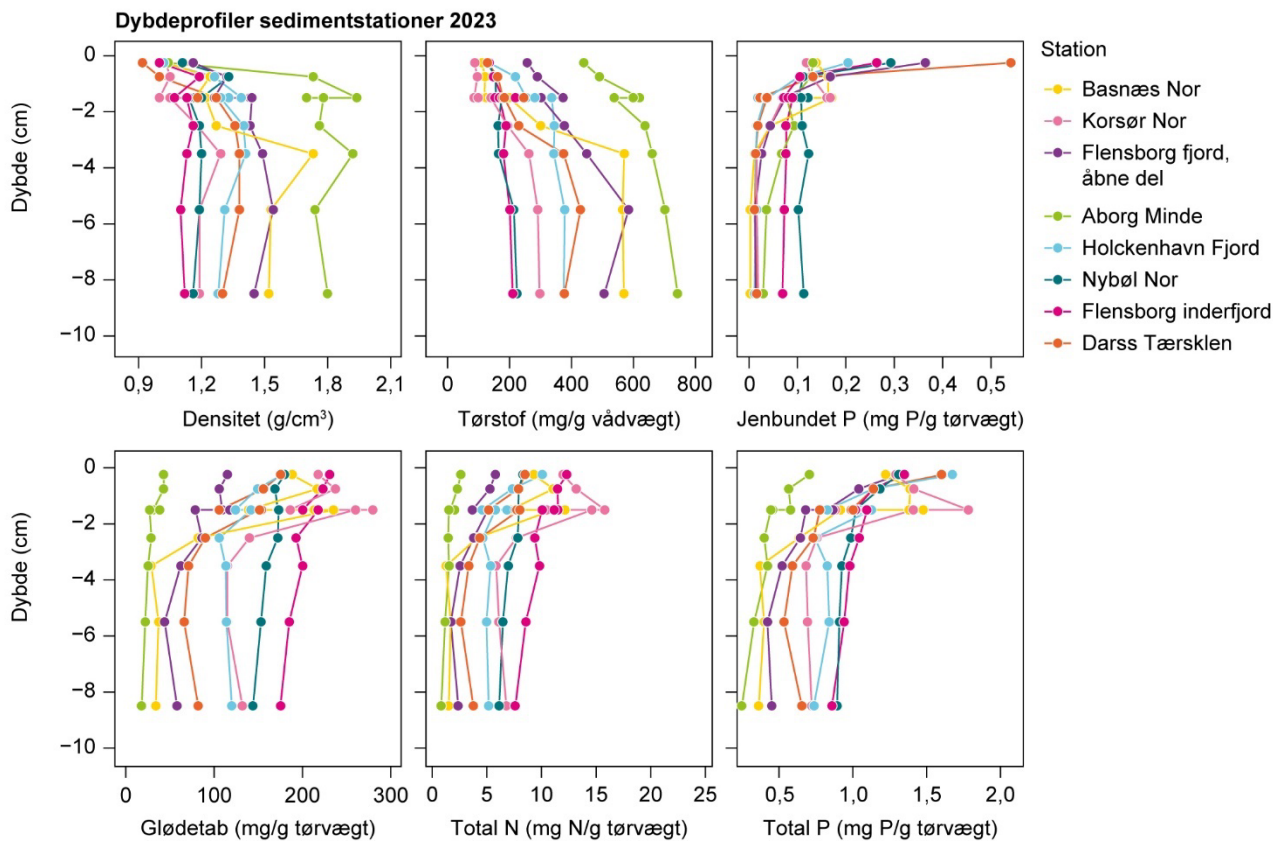 Dybdeprofiler sedimentstationer 2023
Dybde (cm)
−0
−2
−4
−6
−8
−10
0,9 1,2 1,5 1,8 2,1
Densitet (g/cm³)
0 200 400 600 800
Tørstof (mg/g vådvægt)
0 0,1 0,2 0,3 0,4 0,5
Jenbundet P (mg P/g tørvægt)
Station
Basnæs Nor
Korsør Nor
Flensborg fjord,
åbne del
Aborg Minde
Holckenhavn Fjord
Nybøl Nor
Flensborg inderfjord
Darss Tærsklen
Dybde (cm)
−0
−2
−4
−6
−8
−10
0 100 200 300
Glødetab (mg/g tørvægt)
0 5 10 15 20 25
Total N (mg N/g tørvægt)
0,5 1,0 1,5 2,0
Total P (mg P/g tørvægt)